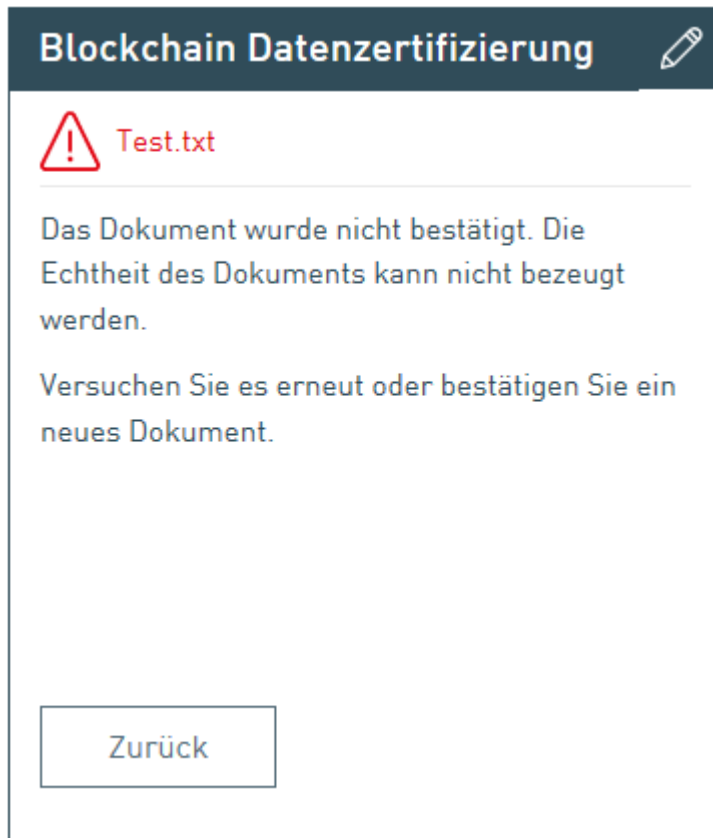 Blockchain Datenzertifizierung
Test.txt
Das Dokument wurde nicht bestätigt. Die
Echtheit des Dokuments kann nicht bezeugt
werden.
Versuchen Sie es erneut oder bestätigen Sie ein
neues Dokument.
Zurück